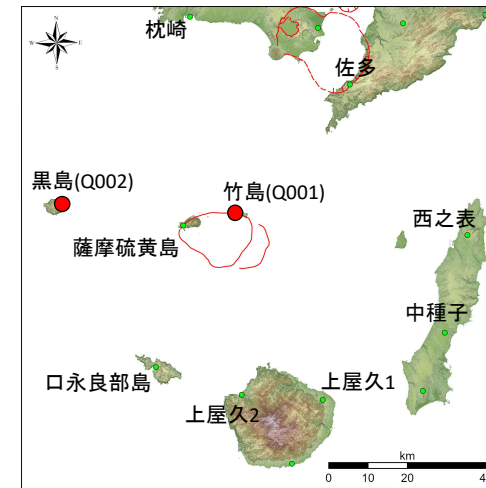 枕崎
N
W
E
S
佐多
黒島(Q002)
竹島(Q001)
西之表
薩摩硫黄島
中種子
口永良部島
上屋久1
上屋久2
km
0 10 20 4